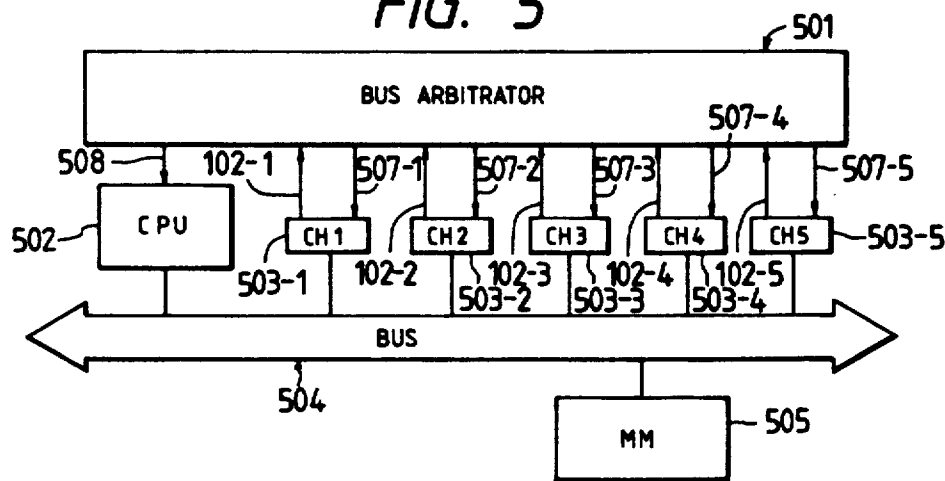 FIG. 5
501
BUS ARBITRATOR
508
102-1
507-1
507-2
507-3
507-4
507-5
502
CPU
CH1
CH2
CH3
CH4
CH5
503-5
503-1
102-2
503-2
102-3
503-3
102-4
503-4
102-5
BUS
504
MM
505